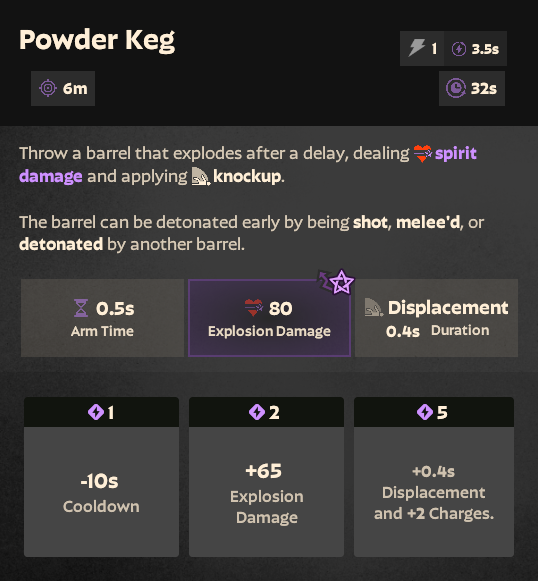 Powder Keg
1 3.5s
6m 32s
Throw a barrel that explodes after a delay, dealing spirit
damage and applying knockup.
The barrel can be detonated early by being shot, melee'd, or
detonated by another barrel.
0.5s
Arm Time
80
Explosion Damage
Displacement
0.4s Duration
1
-10s
Cooldown
2
+65
Explosion
Damage
5
+0.4s
Displacement
and +2 Charges.